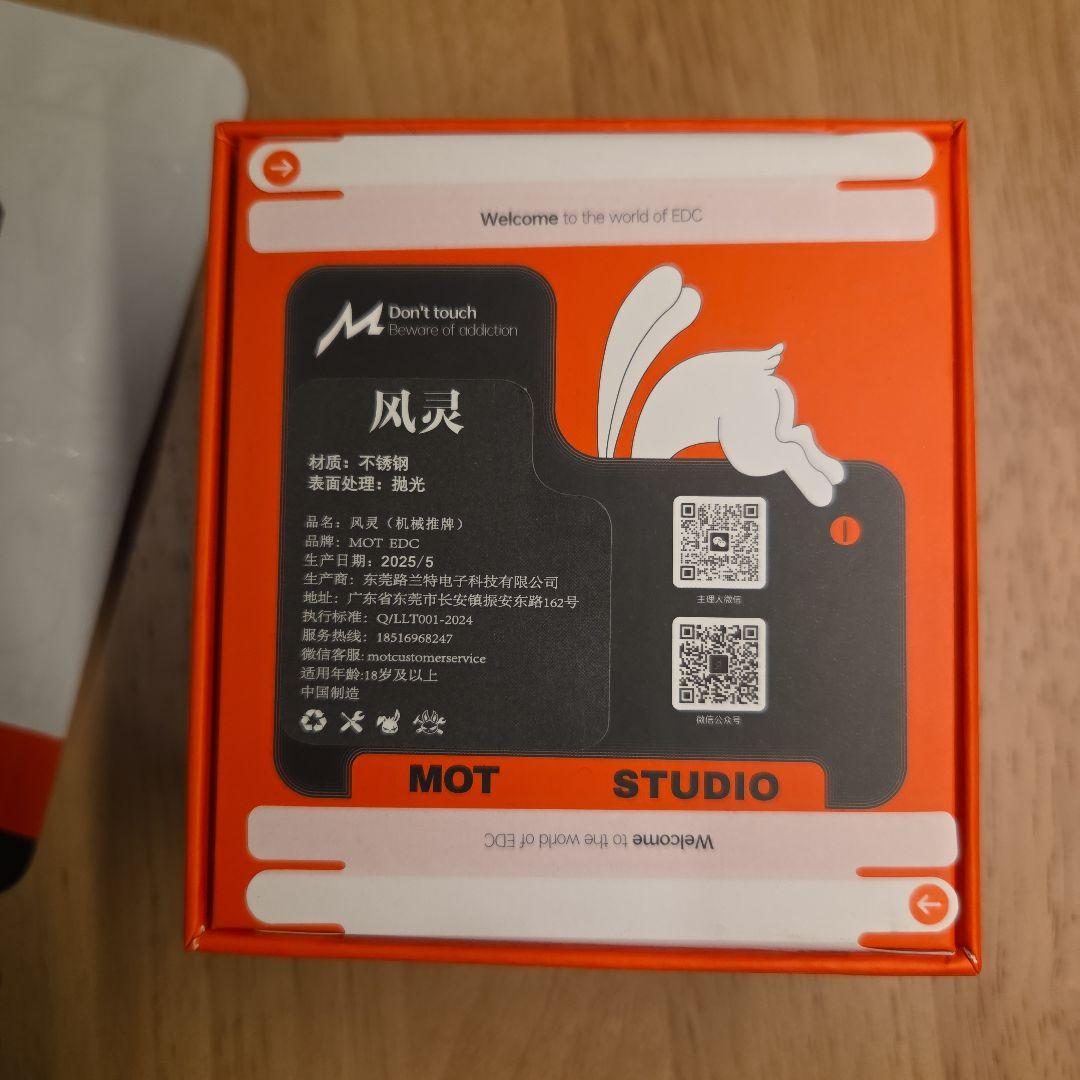 Welcome to the world of EDC
Don't touch
Beware of addiction
风灵
材质：不锈钢
表面处理：抛光
品名：风灵（机械推牌）
品牌：MOT EDC
生产日期：2025/5
生产商：东莞路兰特电子科技有限公司
地址：广东省东莞市长安镇振安东路162号
执行标准：Q/LLT001-2024
服务热线：18516968247
微信客服: motcustomerservice
适用年龄:18岁及以上
中国制造
主理人微信
微信公众号
MOT STUDIO
Welcome to the world of EDC